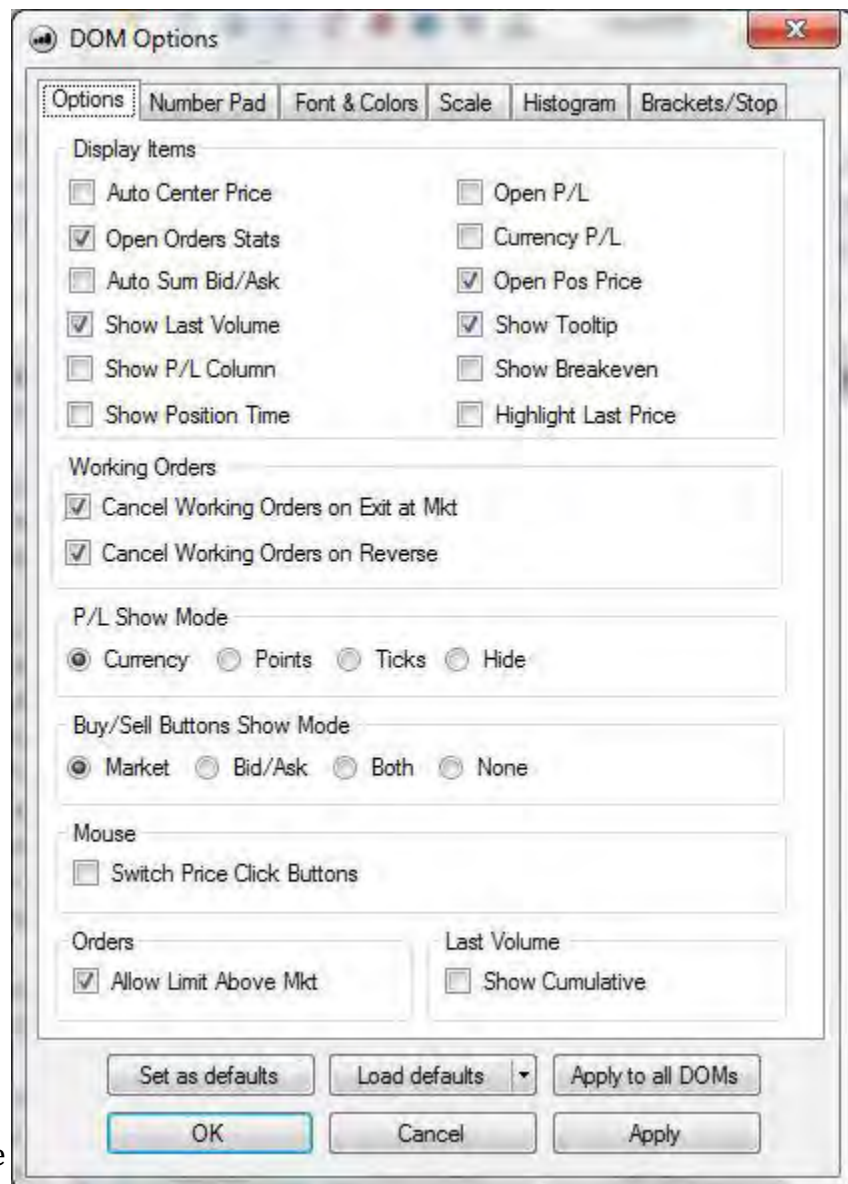 DOM Options
Options Number Pad Font & Colors Scale Histogram Brackets/Stop
Display Items
Auto Center Price Open P/L
Open Orders Stats Currency P/L
Auto Sum Bid/Ask Open Pos Price
Show Last Volume Show Tooltip
Show P/L Column Show Breakeven
Show Position Time Highlight Last Price
Working Orders
Cancel Working Orders on Exit at Mkt
Cancel Working Orders on Reverse
P/L Show Mode
Currency Points Ticks Hide
Buy/Sell Buttons Show Mode
Market Bid/Ask Both None
Mouse
Switch Price Click Buttons
Orders Last Volume
Allow Limit Above Mkt Show Cumulative
Set as defaults Load defaults Apply to all DOMs
OK Cancel Apply
e